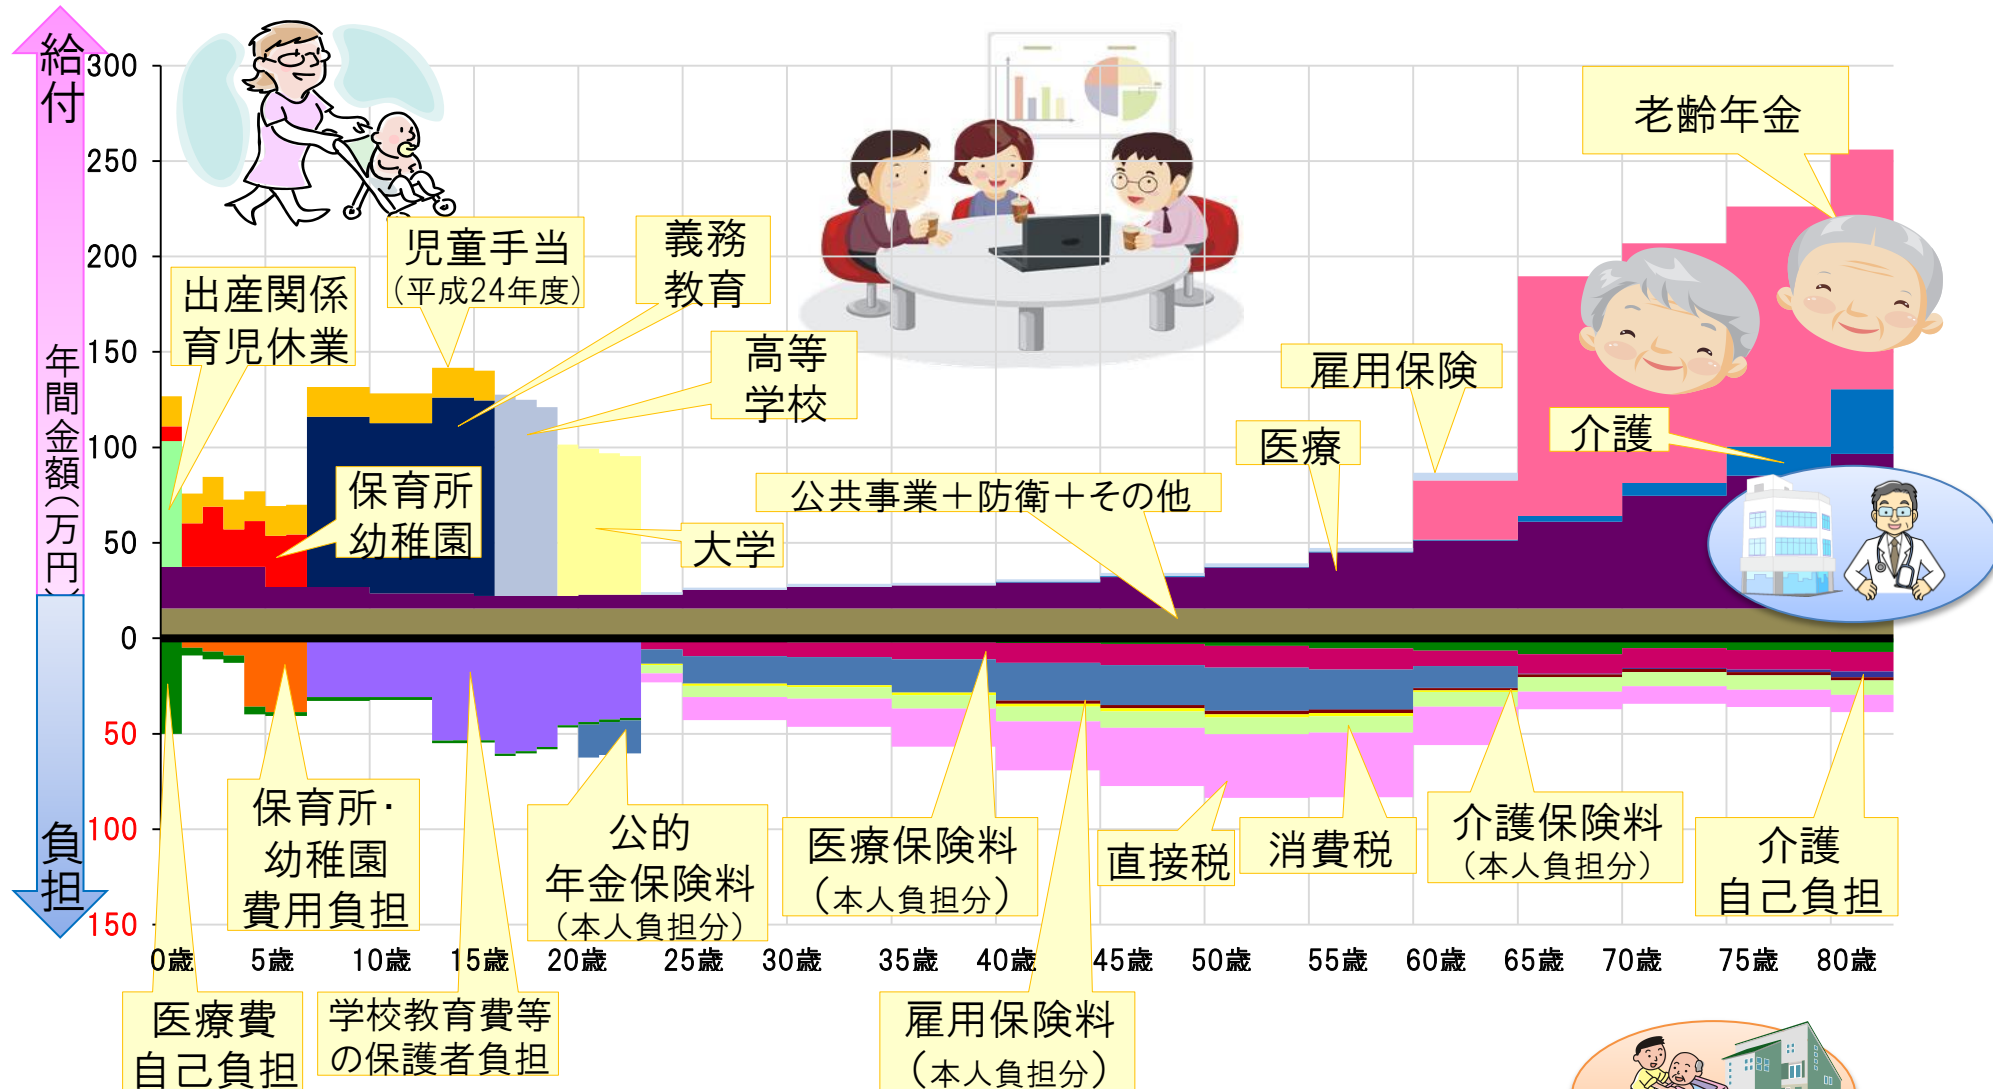 給付
年間金額(万円)
負担
300
250
200
150
100
50
0
50
100
150
出産関係
育児休業
児童手当
(平成24年度)
義務
教育
高等
学校
保育所
幼稚園
大学
公共事業＋防衛＋その他
医療
雇用保険
介護
老齢年金
保育所・
幼稚園
費用負担
公的
年金保険料
(本人負担分)
医療保険料
(本人負担分)
直接税
消費税
介護保険料
(本人負担分)
介護
自己負担
0歳
5歳
10歳
15歳
20歳
25歳
30歳
35歳
40歳
45歳
50歳
55歳
60歳
65歳
70歳
75歳
80歳
医療費
自己負担
学校教育費等
の保護者負担
雇用保険料
(本人負担分)